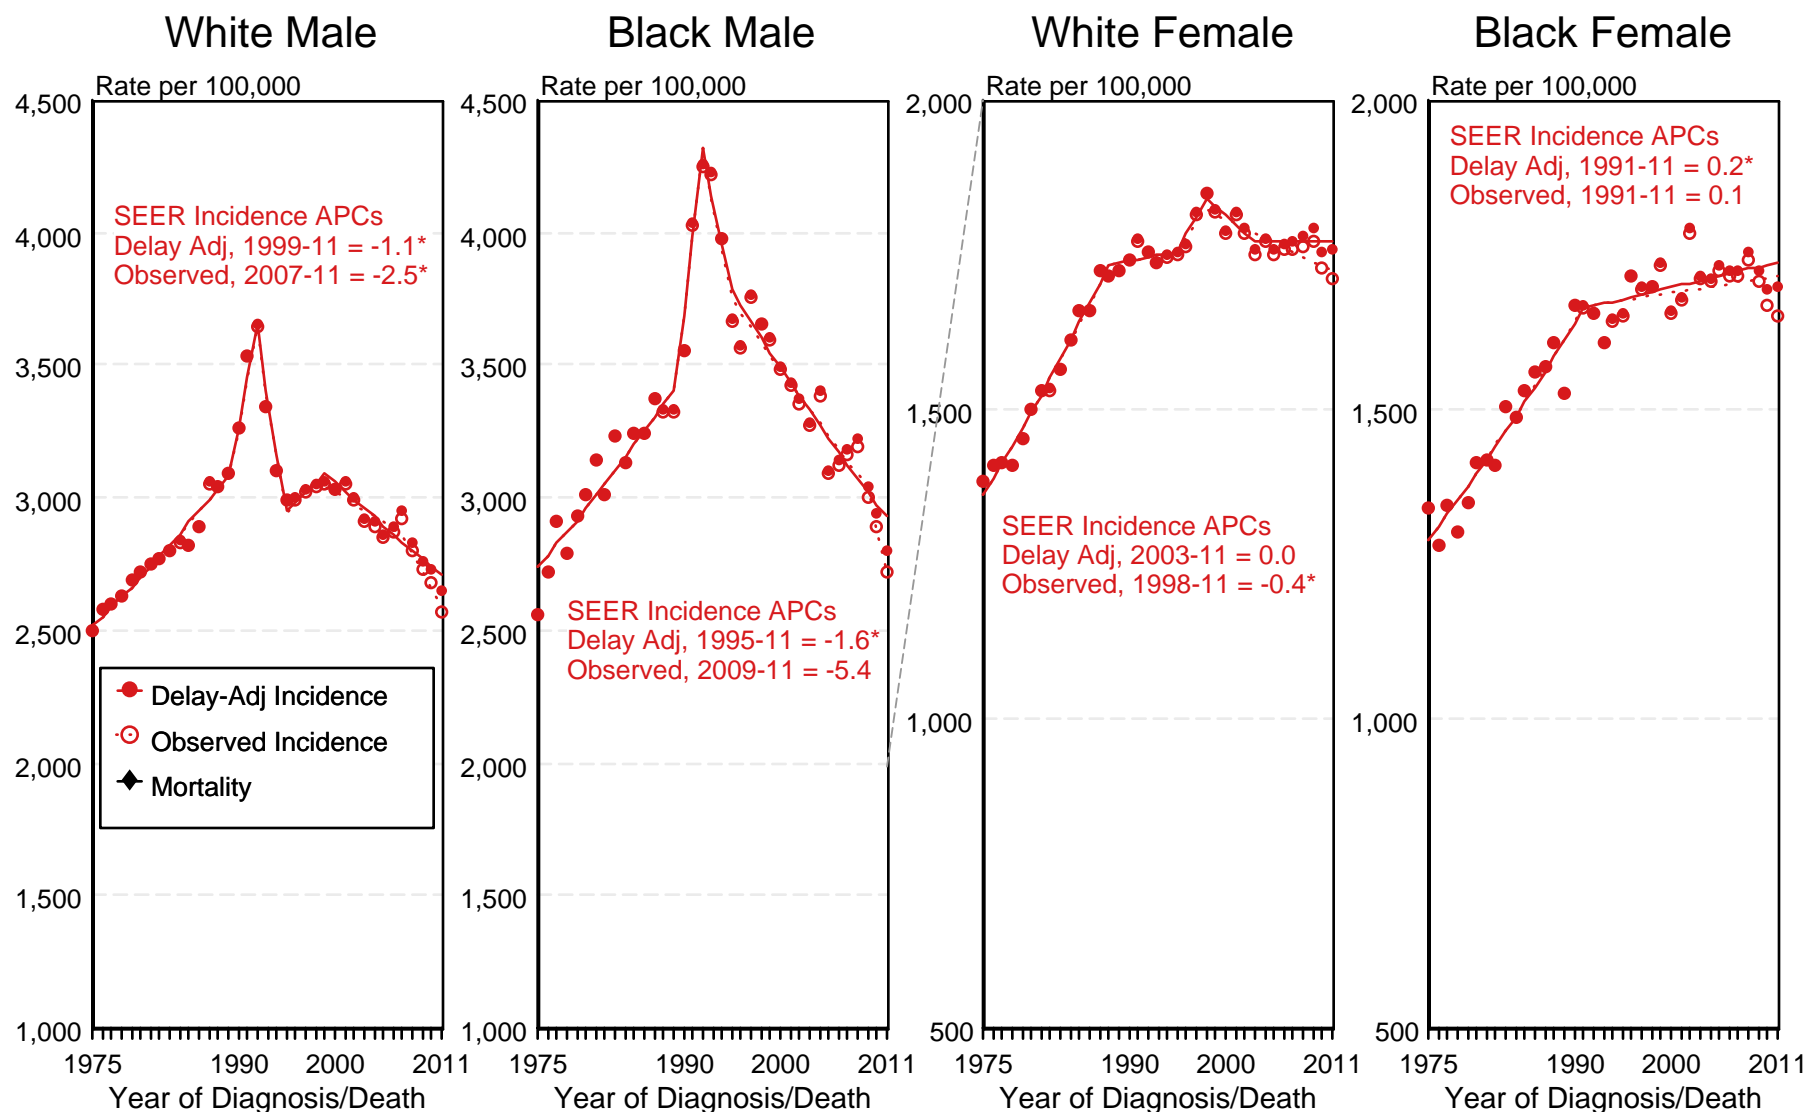 White Male
Rate per 100,000
4,500
4,000
3,500
3,000
2,500
2,000
1,500
1,000
SEER Incidence APCs
Delay Adj, 1999-11 = -1.1*
Observed, 2007-11 = -2.5*
Delay-Adj Incidence
Observed Incidence
Mortality
1975 1990 2000 2011
Year of Diagnosis/Death
Black Male
Rate per 100,000
4,500
4,000
3,500
3,000
2,500
2,000
1,500
1,000
SEER Incidence APCs
Delay Adj, 1995-11 = -1.6*
Observed, 2009-11 = -5.4
1975 1990 2000 2011
Year of Diagnosis/Death
White Female
Rate per 100,000
2,000
1,500
1,000
500
SEER Incidence APCs
Delay Adj, 2003-11 = 0.0
Observed, 1998-11 = -0.4*
1975 1990 2000 2011
Year of Diagnosis/Death
Black Female
Rate per 100,000
2,000
1,500
1,000
500
SEER Incidence APCs
Delay Adj, 1991-11 = 0.2*
Observed, 1991-11 = 0.1
1975 1990 2000 2011
Year of Diagnosis/Death